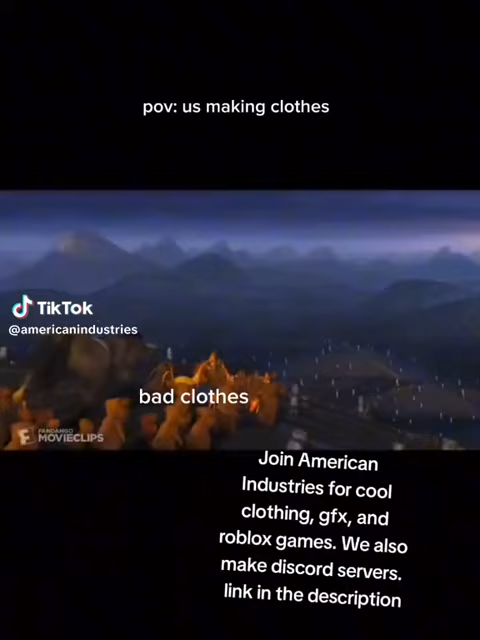 pov: us making clothes
TikTok
@americanindustries
bad clothes
FANDANGO
MOVIECLIPS
Join American
Industries for cool
clothing, gfx, and
roblox games. We also
make discord servers.
link in the description